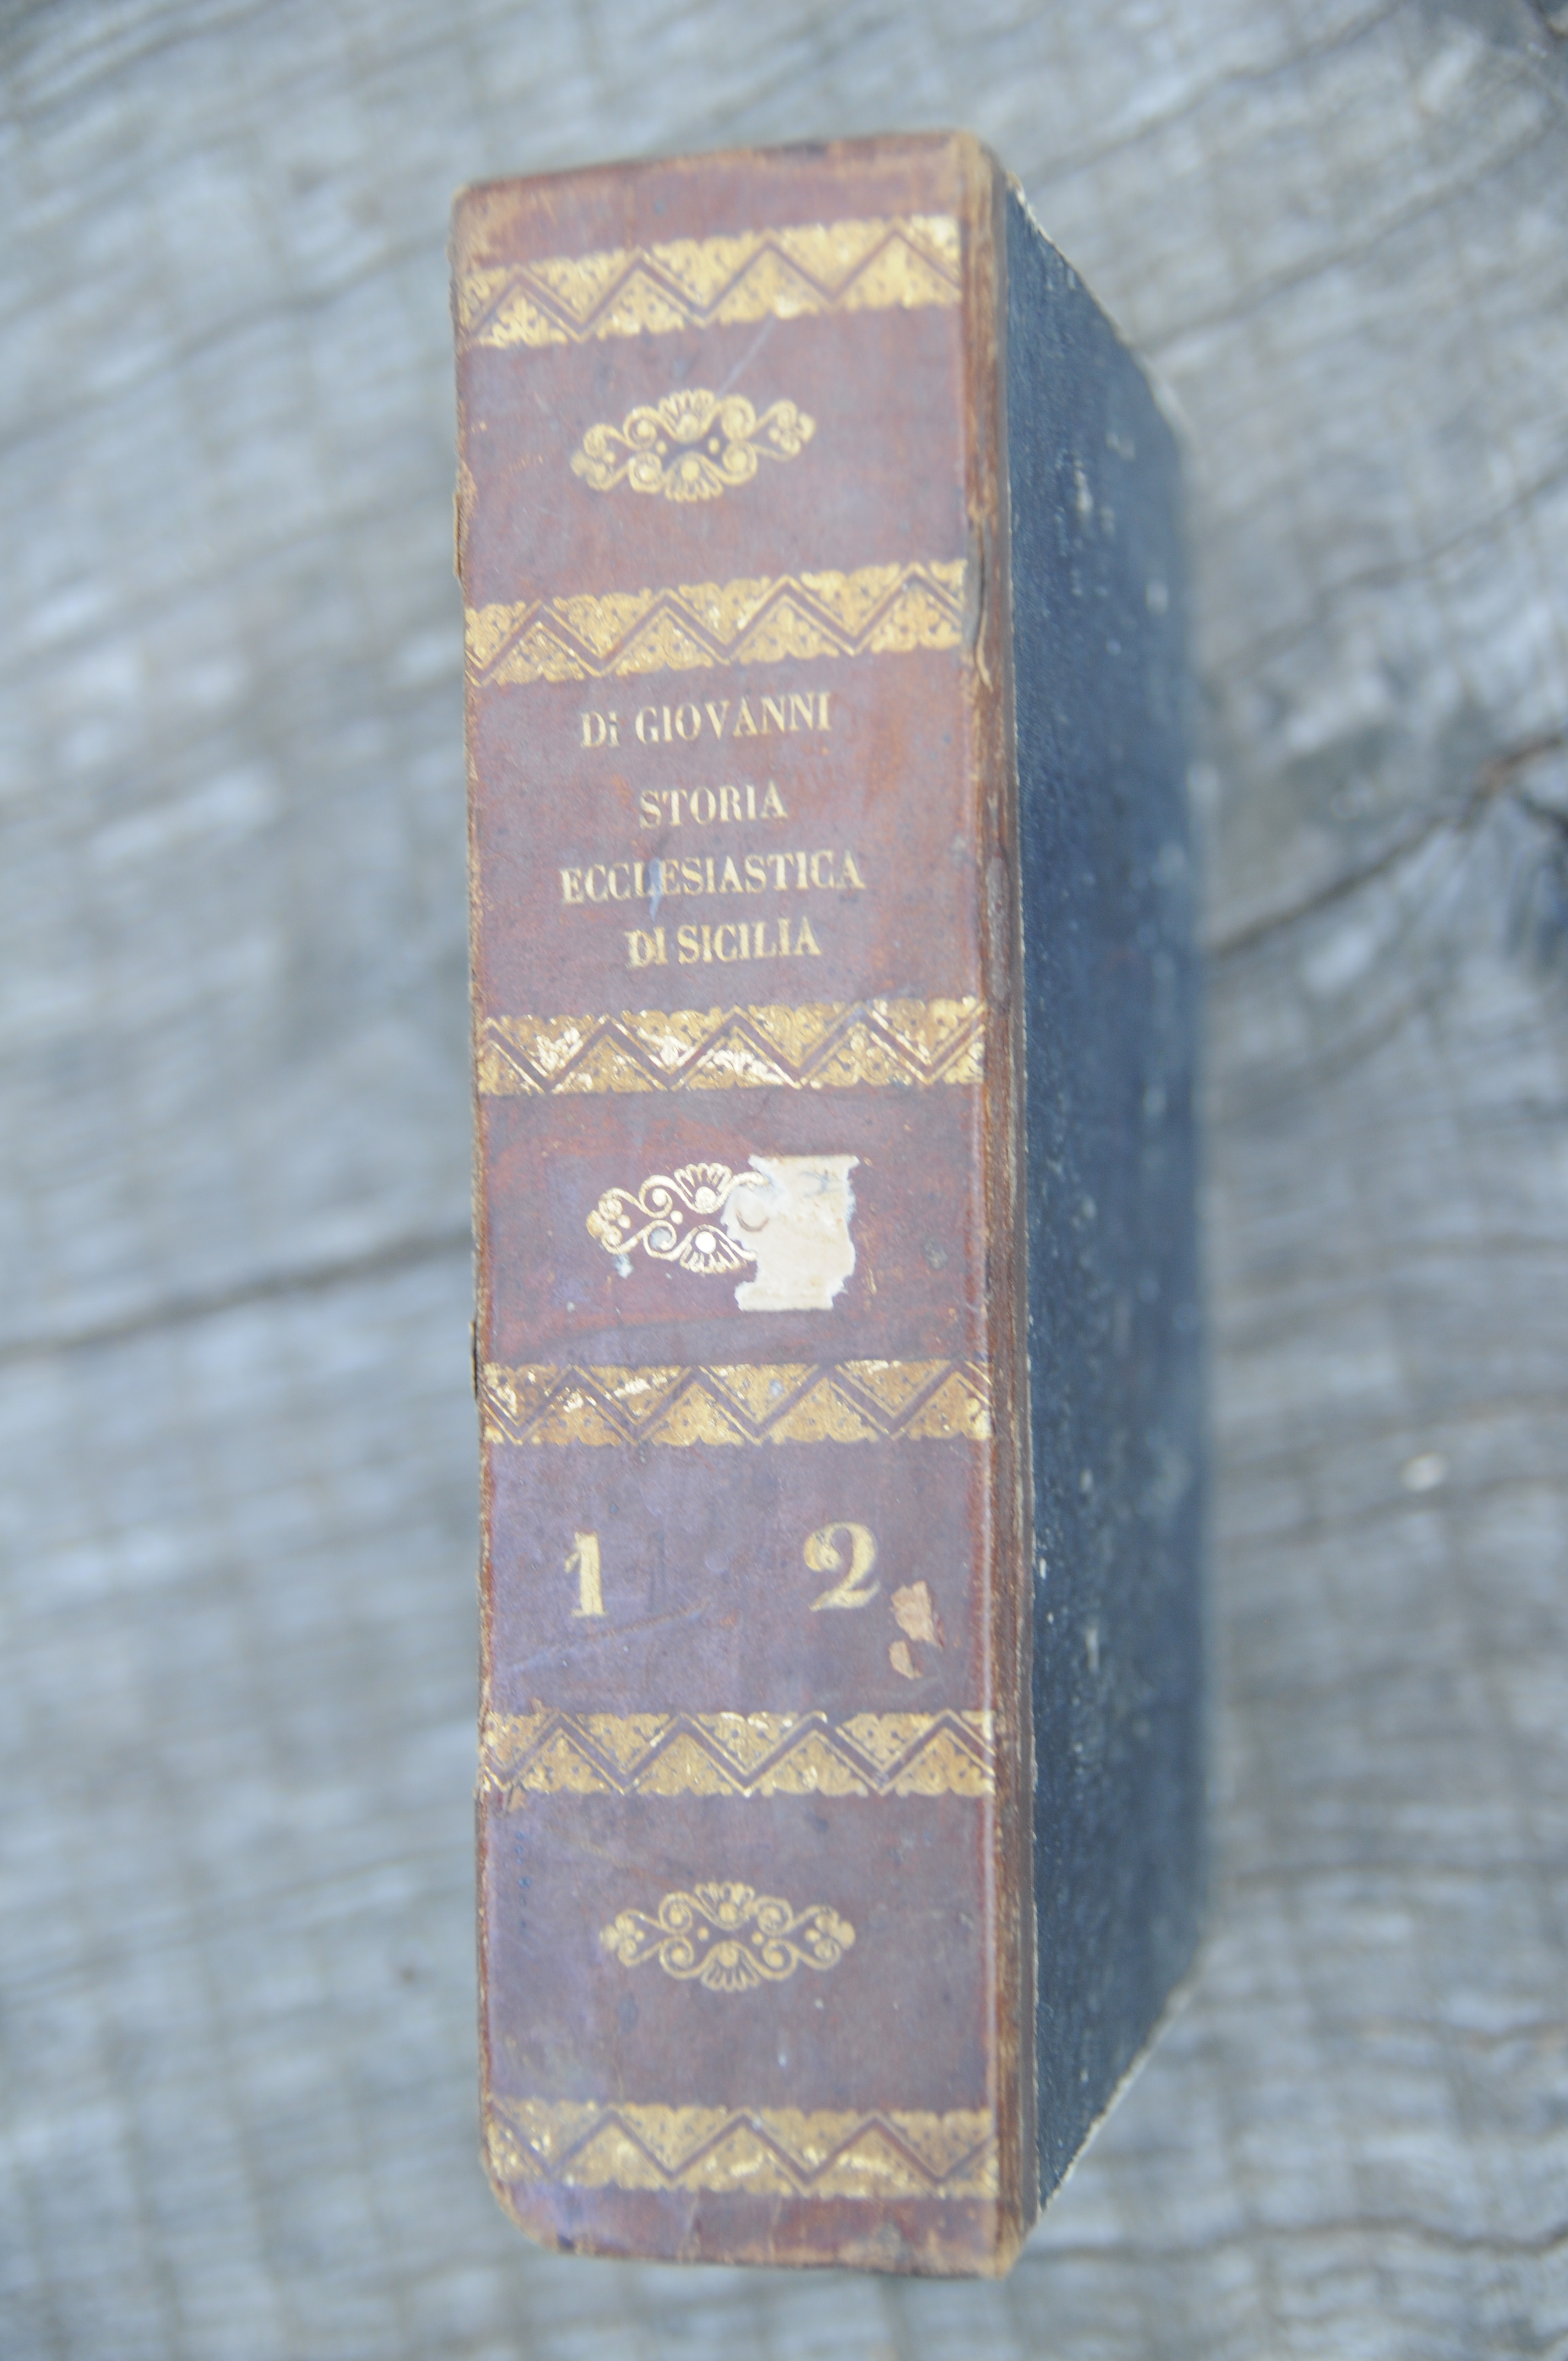 Di GIOVANNI
STORIA
ECCLESIASTICA
DI SICILIA
1 2